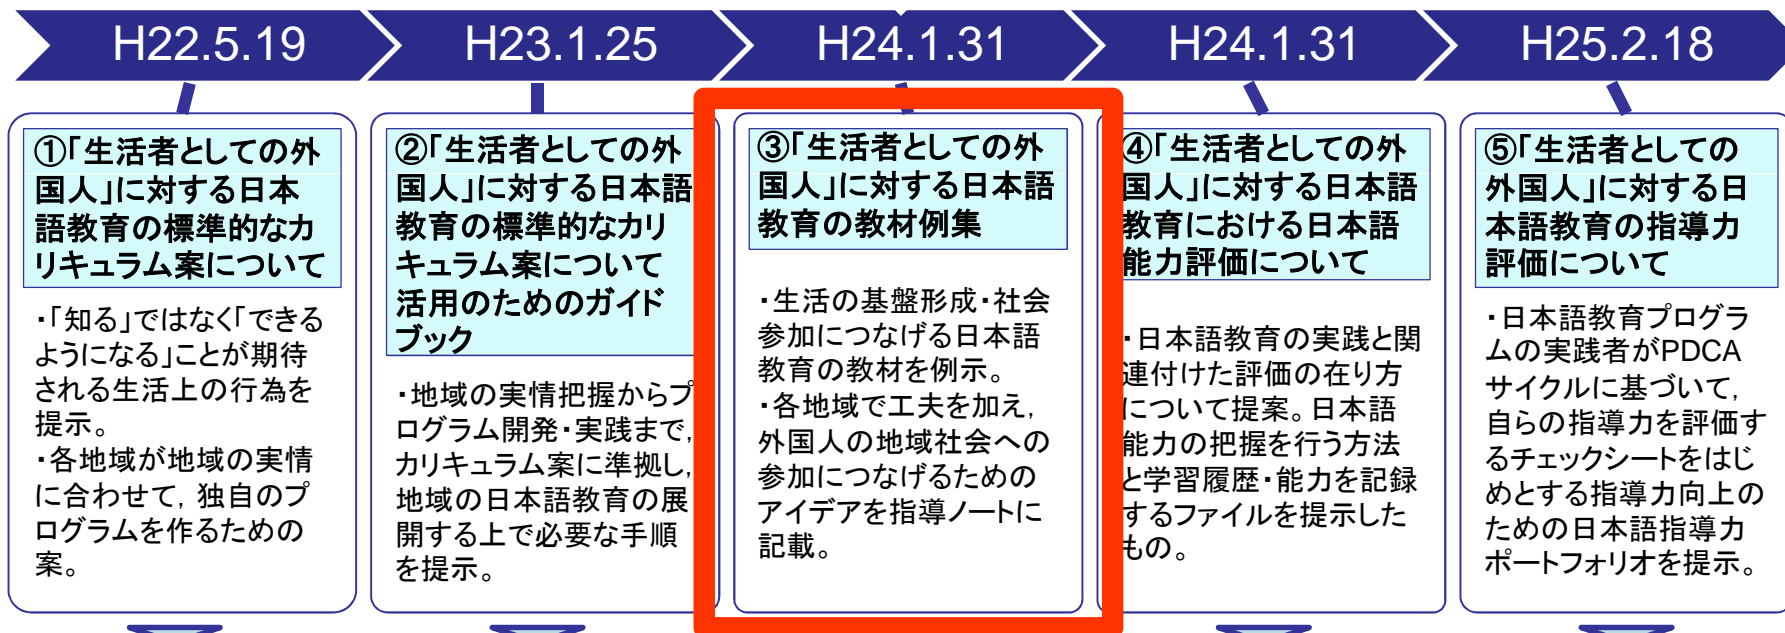 H22.5.19
H23.1.25
H24.1.31
H24.1.31
H25.2.18
①「生活者としての外
国人」に対する日本
語教育の標準的なカ
リキュラム案について
・「知る」ではなく「できる
ようになる」ことが期待
される生活上の行為を
提示。
・各地域が地域の実情
に合わせて，独自のプ
ログラムを作るための
案。
②「生活者としての外
国人」に対する日本語
教育の標準的なカリ
キュラム案について
活用のためのガイド
ブック
・地域の実情把握からプ
ログラム開発・実践まで，
カリキュラム案に準拠し，
地域の日本語教育の展
開する上で必要な手順
を提示。
③「生活者としての外
国人」に対する日本語
教育の教材例集
・生活の基盤形成・社会
参加につなげる日本語
教育の教材を例示。
・各地域で工夫を加え，
外国人の地域社会への
参加につなげるための
アイデアを指導ノートに
記載。
④「生活者としての外
国人」に対する日本語
教育における日本語
能力評価について
・日本語教育の実践と関
連付けた評価の在り方
について提案。日本語
能力の把握を行う方法
と学習履歴・能力を記録
するファイルを提示した
もの。
⑤「生活者としての
外国人」に対する日
本語教育の指導力
評価について
・日本語教育プログラ
ムの実践者がPDCA
サイクルに基づいて，
自らの指導力を評価す
るチェックシートをはじ
めとする指導力向上の
ための日本語指導力
ポートフォリオを提示。